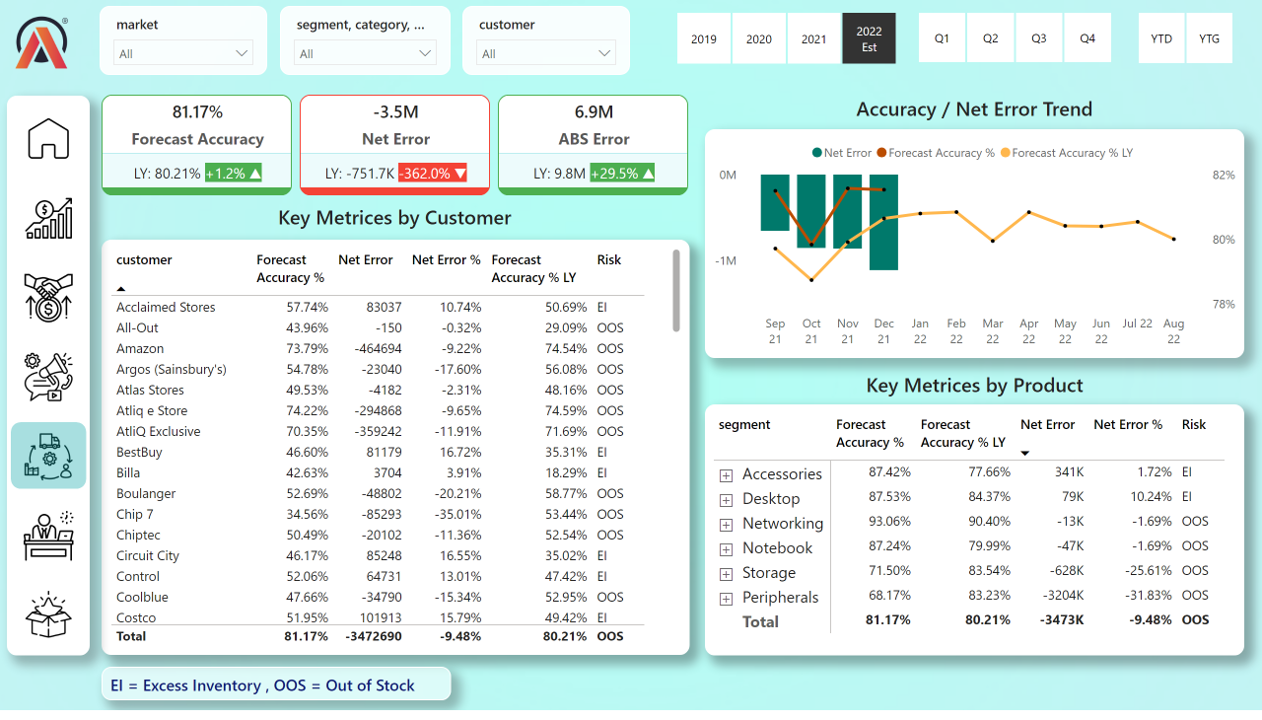 market
All
segment, category, ...
All
customer
All
2019
2020
2021
2022
Est
Q1
Q2
Q3
Q4
YTD
YTG
81.17%
Forecast Accuracy
LY: 80.21% +1.2% ▲
-3.5M
Net Error
LY: -751.7K -362.0% ▼
6.9M
ABS Error
LY: 9.8M +29.5% ▲
Key Metrices by Customer
customer Forecast Accuracy % Net Error Net Error % Forecast Accuracy % LY Risk
Acclaimed Stores 57.74% 83037 10.74% 50.69% EI
All-Out 43.96% -150 -0.32% 29.09% OOS
Amazon 73.79% -464694 -9.22% 74.54% OOS
Argos (Sainsbury's) 54.78% -23040 -17.60% 56.08% OOS
Atlas Stores 49.53% -4182 -2.31% 48.16% OOS
Atliq e Store 74.22% -294868 -9.65% 74.59% OOS
AtliQ Exclusive 70.35% -359242 -11.91% 71.69% OOS
BestBuy 46.60% 81179 16.72% 35.31% EI
Billa 42.63% 3704 3.91% 18.29% EI
Boulanger 52.69% -48802 -20.21% 58.77% OOS
Chip 7 34.56% -85293 -35.01% 53.44% OOS
Chiptec 50.49% -20102 -11.36% 52.54% OOS
Circuit City 46.17% 85248 16.55% 35.02% EI
Control 52.06% 64731 13.01% 47.42% EI
Coolblue 47.66% -34790 -15.34% 52.95% OOS
Costco 51.95% 101913 15.79% 49.42% EI
Total 81.17% -3472690 -9.48% 80.21% OOS
Accuracy / Net Error Trend
Net Error Forecast Accuracy % Forecast Accuracy % LY
0M
-1M
82%
80%
78%
Sep 21
Oct 21
Nov 21
Dec 21
Jan 22
Feb 22
Mar 22
Apr 22
May 22
Jun 22
Jul 22
Aug 22
Key Metrices by Product
segment Forecast Accuracy % Forecast Accuracy % LY Net Error Net Error % Risk
Accessories 87.42% 77.66% 341K 1.72% EI
Desktop 87.53% 84.37% 79K 10.24% EI
Networking 93.06% 90.40% -13K -1.69% OOS
Notebook 87.24% 79.99% -47K -1.69% OOS
Storage 71.50% 83.54% -628K -25.61% OOS
Peripherals 68.17% 83.23% -3204K -31.83% OOS
Total 81.17% 80.21% -3473K -9.48% OOS
EI = Excess Inventory , OOS = Out of Stock